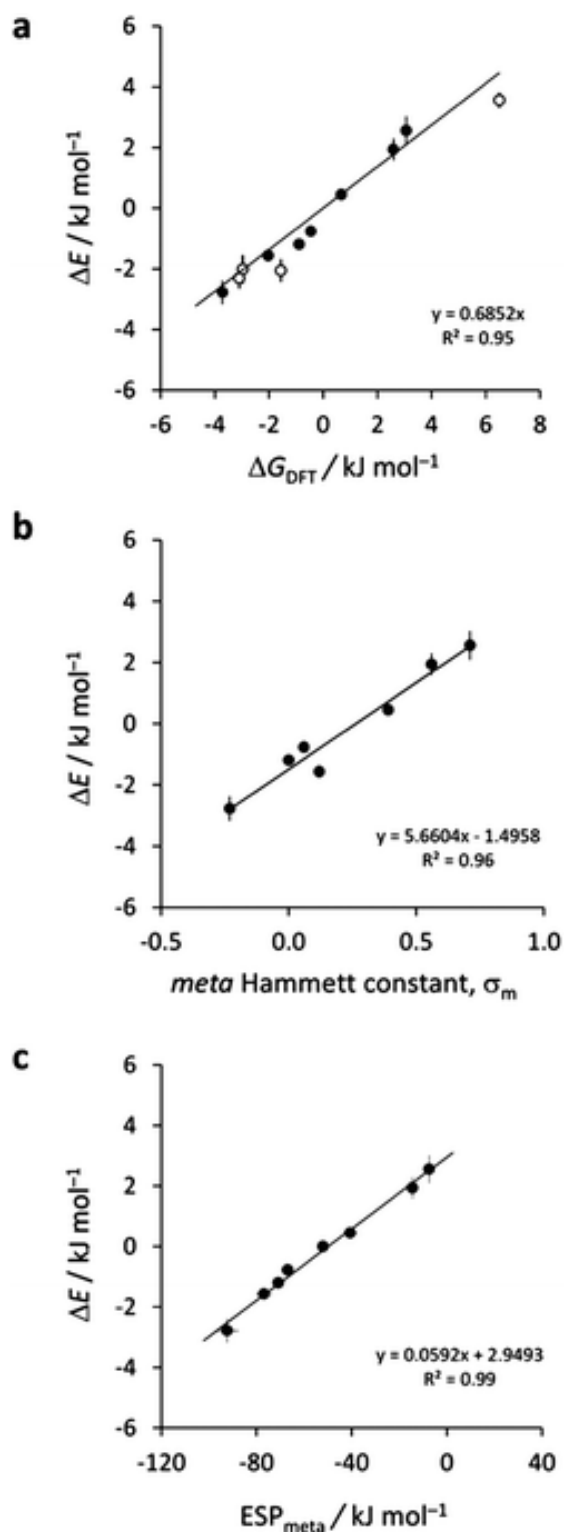 a
6
4
2
0
-2
-4
-6
ΔE / kJ mol⁻¹
y = 0.6852x
R² = 0.95
-6 -4 -2 0 2 4 6 8
ΔG_DFT / kJ mol⁻¹
b
6
4
2
0
-2
-4
-6
ΔE / kJ mol⁻¹
y = 5.6604x - 1.4958
R² = 0.96
-0.5 0.0 0.5 1.0
meta Hammett constant, σ_m
c
6
4
2
0
-2
-4
-6
ΔE / kJ mol⁻¹
y = 0.0592x + 2.9493
R² = 0.99
-120 -80 -40 0 40
ESP_meta / kJ mol⁻¹